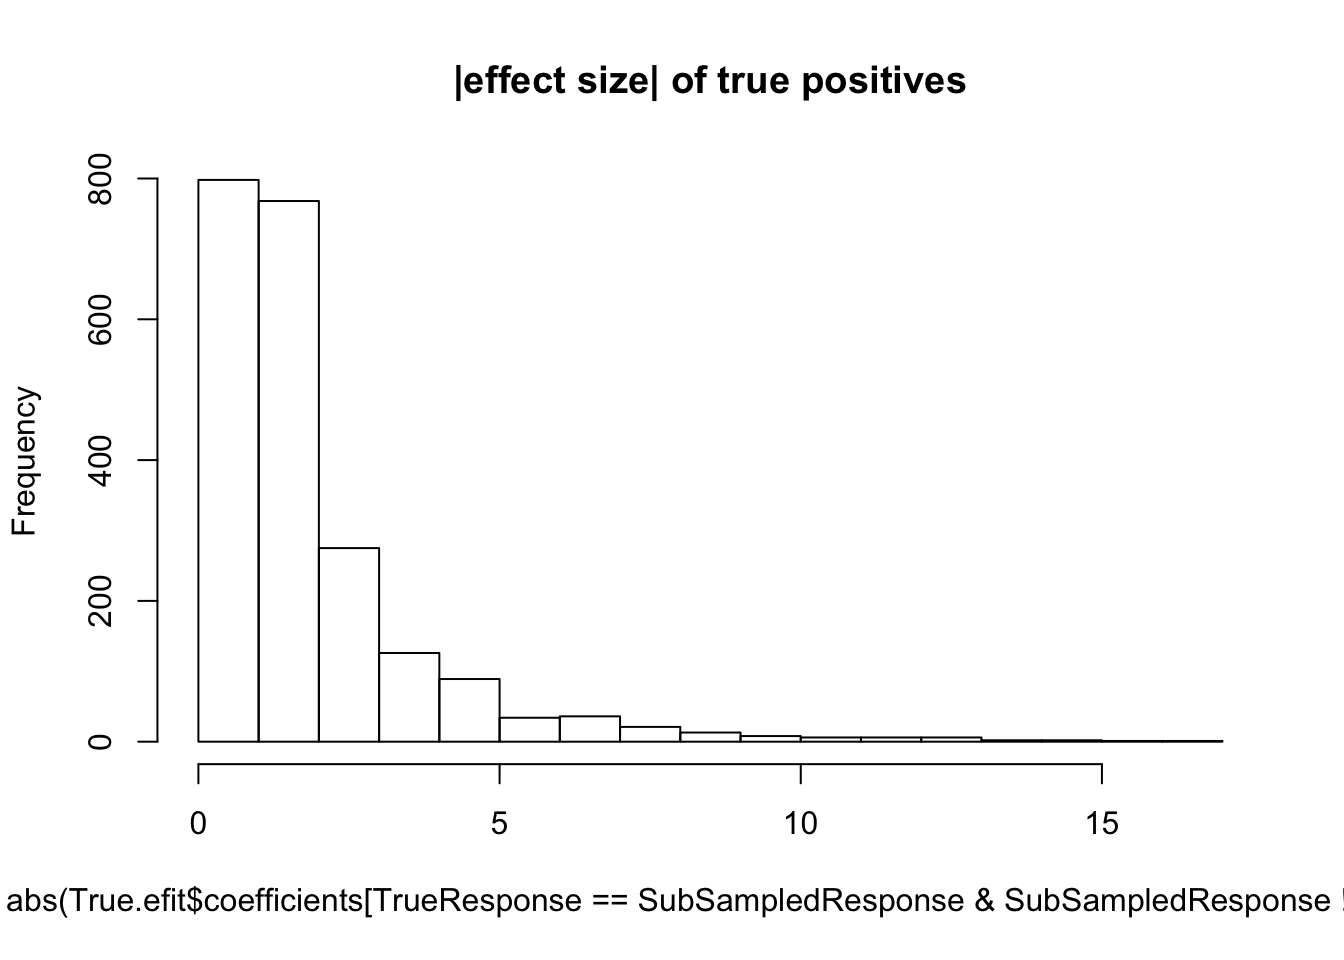 |effect size| of true positives
800
600
400
200
0
Frequency
0 5 10 15
abs(True.efit$coefficients[TrueResponse == SubSampledResponse & SubSampledResponse !